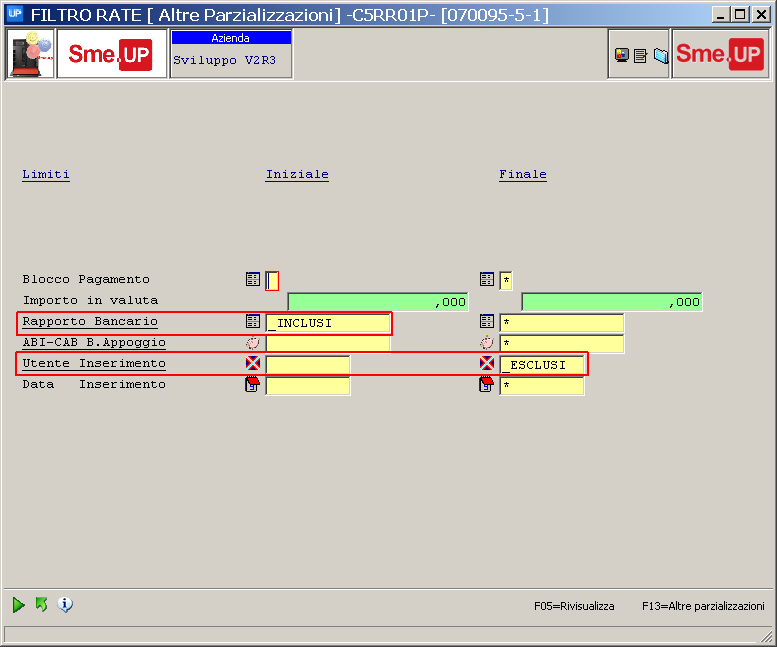 UP FILTRO RATE [ Altre Parzializzazioni] -C5RR01P- [070095-5-1]
Sme.UP
Azienda
Sviluppo V2R3
Sme.UP
Limiti Iniziale Finale
Blocco Pagamento *
Importo in valuta ,000 ,000
Rapporto Bancario _INCLUSI *
ABI-CAB B.Appoggio *
Utente Inserimento _ESCLUSI
Data Inserimento *
F05=Rivisualizza F13=Altre parzializzazioni